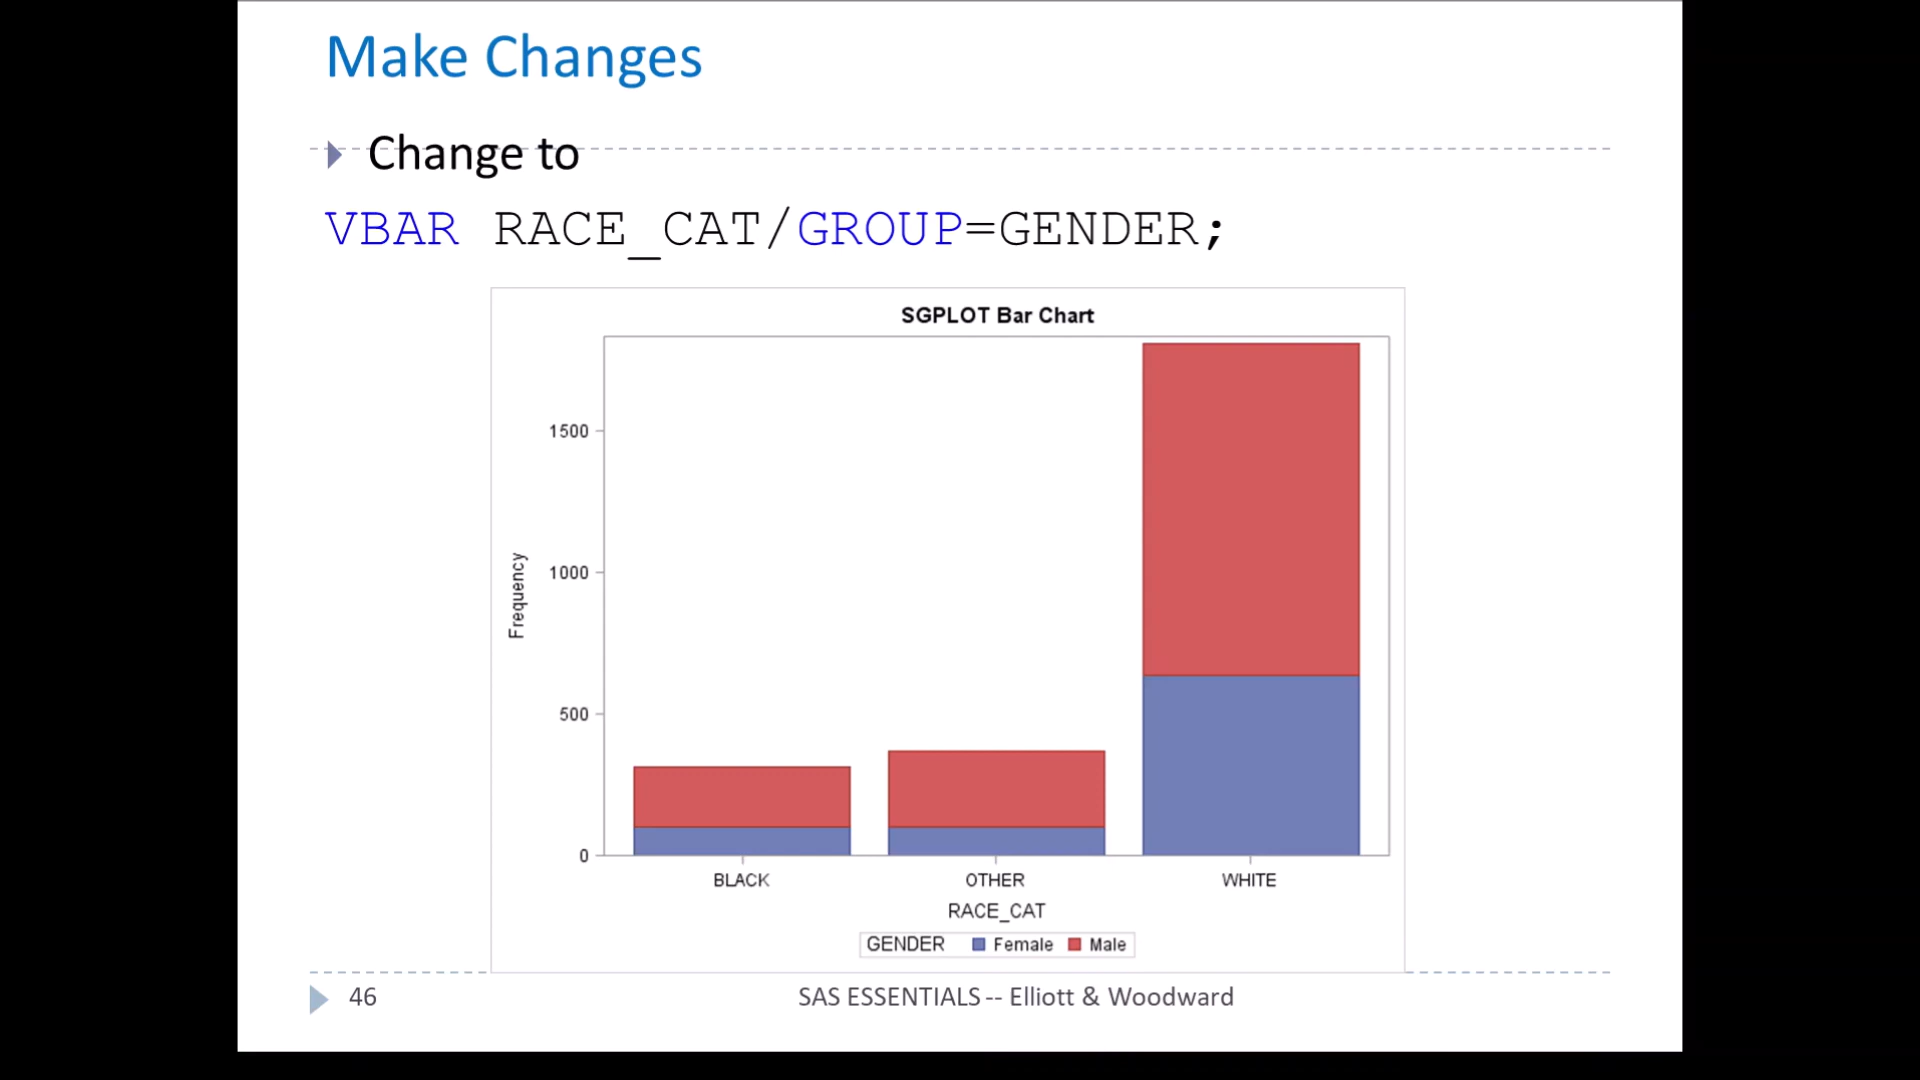 Make Changes
Change to
VBAR RACE_CAT/GROUP=GENDER;
SGPLOT Bar Chart
1500
1000
500
0
Frequency
BLACK OTHER WHITE
RACE_CAT
GENDER Female Male
46 SAS ESSENTIALS -- Elliott & Woodward